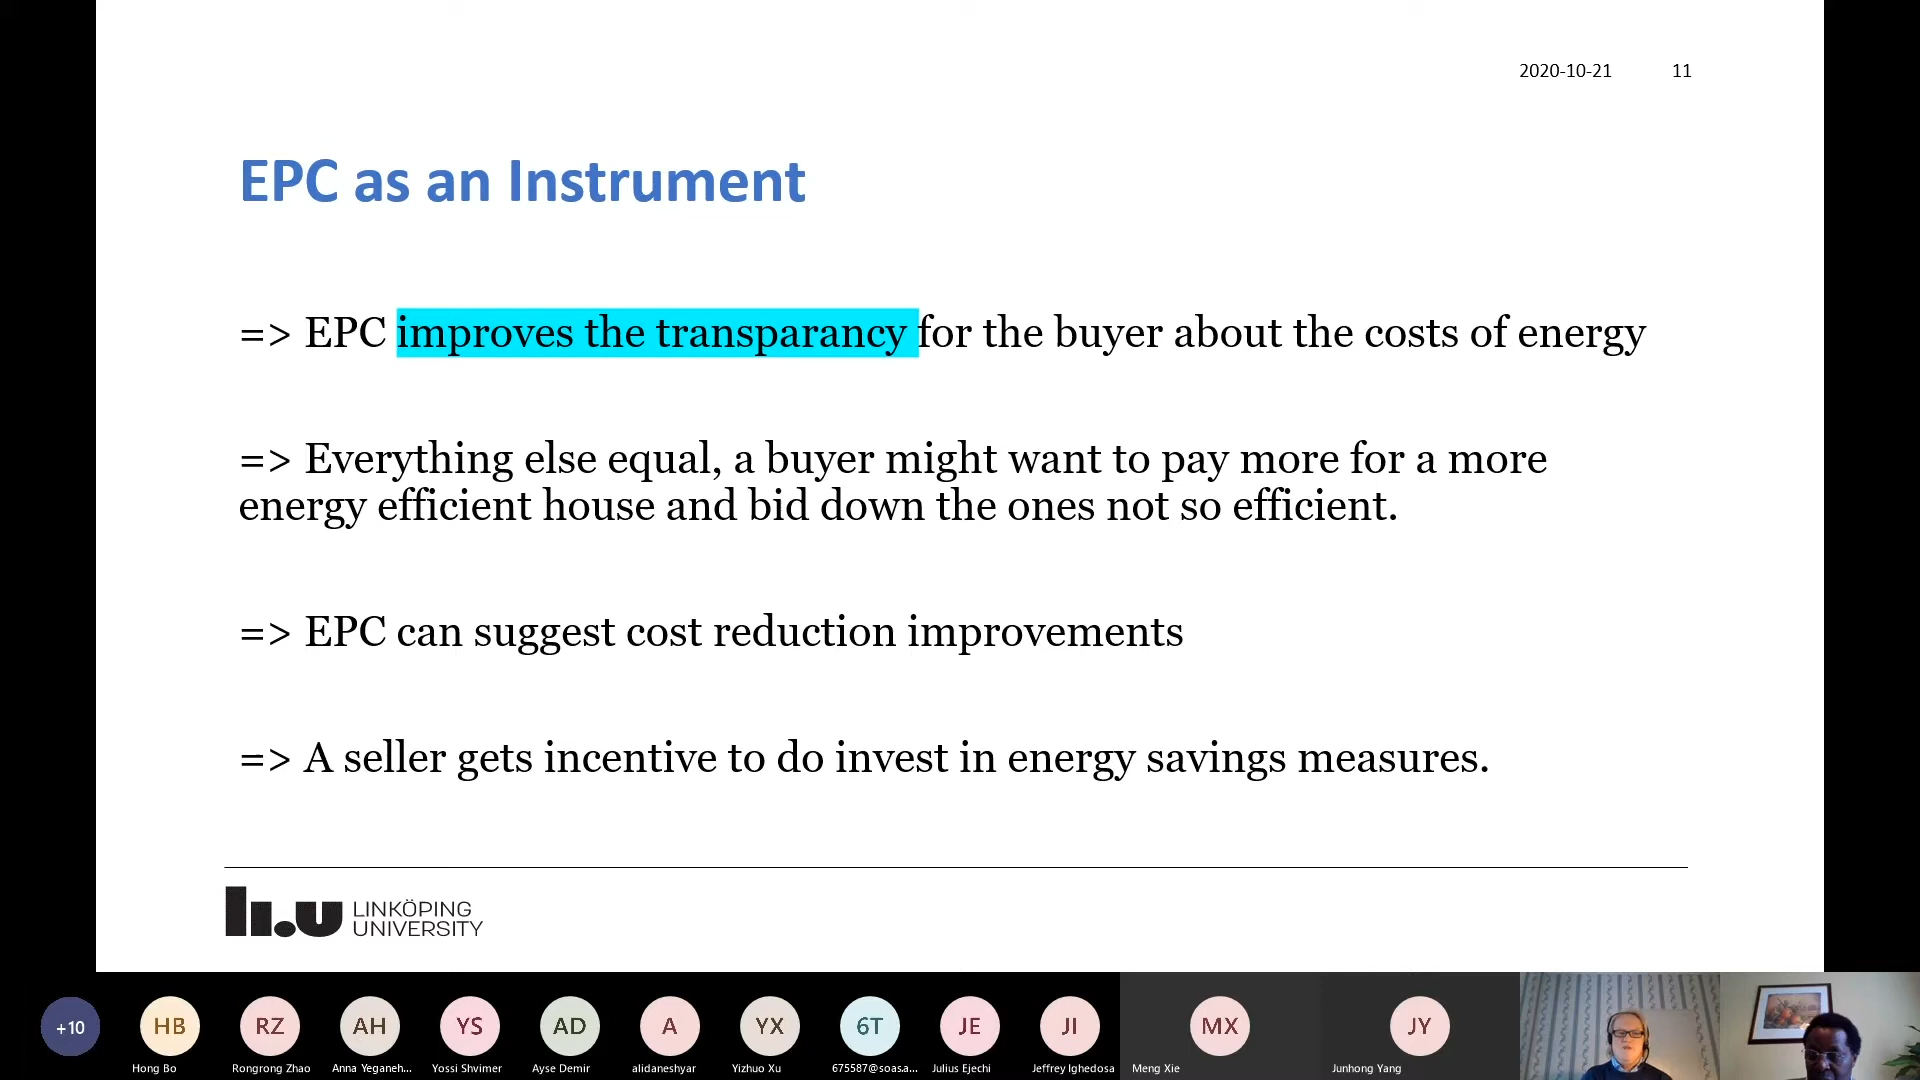 2020-10-21 11
EPC as an Instrument
=> EPC improves the transparancy for the buyer about the costs of energy
=> Everything else equal, a buyer might want to pay more for a more
energy efficient house and bid down the ones not so efficient.
=> EPC can suggest cost reduction improvements
=> A seller gets incentive to do invest in energy savings measures.
li.u LINKÖPING
UNIVERSITY
+10 HB RZ AH YS AD A YX 6T JE JI MX JY
Hong Bo Rongrong Zhao Anna Yeganeh... Yossi Shvimer Ayse Demir alidaneshyar Yizhuo Xu 675587@soas.a... Julius Ejechi Jeffrey Ighedosa Meng Xie Junhong Yang